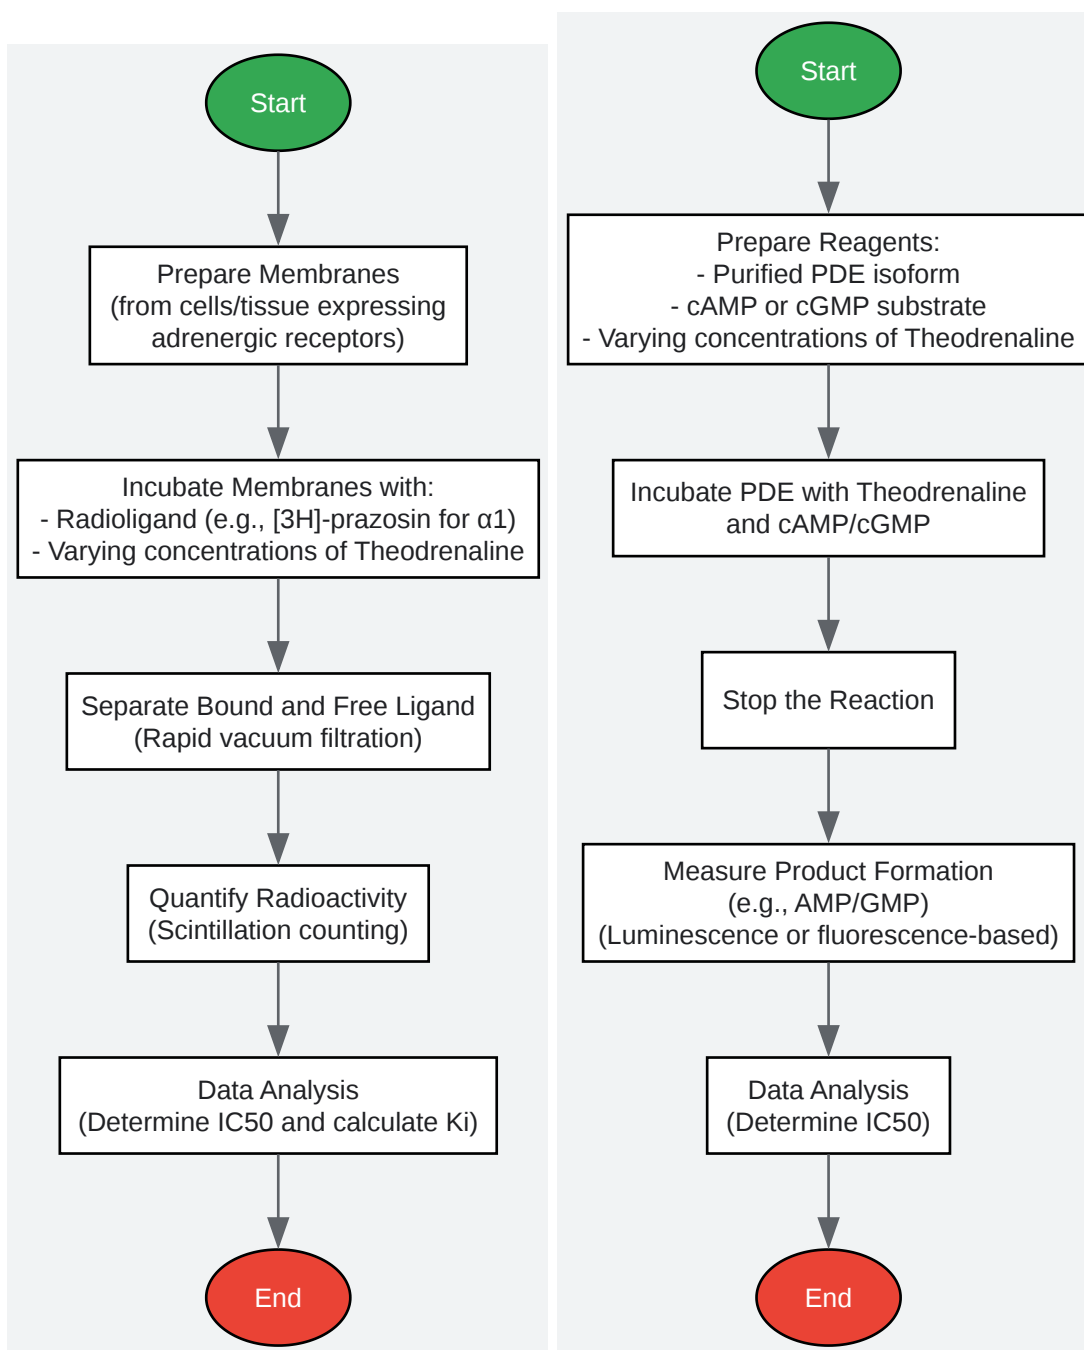 Start
Prepare Membranes
(from cells/tissue expressing
adrenergic receptors)
Incubate Membranes with:
- Radioligand (e.g., [3H]-prazosin for α1)
- Varying concentrations of Theodrenaline
Separate Bound and Free Ligand
(Rapid vacuum filtration)
Quantify Radioactivity
(Scintillation counting)
Data Analysis
(Determine IC50 and calculate Ki)
End
Start
Prepare Reagents:
- Purified PDE isoform
- cAMP or cGMP substrate
- Varying concentrations of Theodrenaline
Incubate PDE with Theodrenaline
and cAMP/cGMP
Stop the Reaction
Measure Product Formation
(e.g., AMP/GMP)
(Luminescence or fluorescence-based)
Data Analysis
(Determine IC50)
End